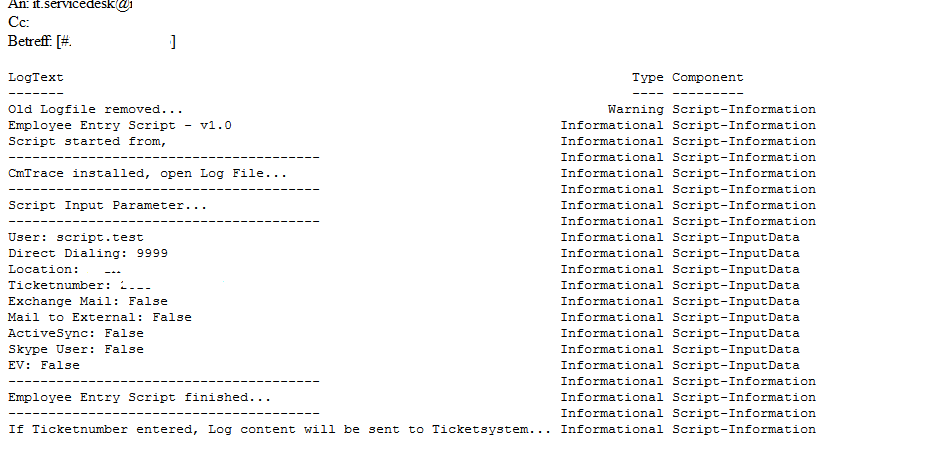 An: it.servicedesk@
Cc:
Betreff: [#. ]
LogText Type Component
------- ---- ---------
Old Logfile removed... Warning Script-Information
Employee Entry Script - v1.0 Informational Script-Information
Script started from, Informational Script-Information
--------------------------------------- Informational Script-Information
CmTrace installed, open Log File... Informational Script-Information
--------------------------------------- Informational Script-Information
Script Input Parameter... Informational Script-Information
--------------------------------------- Informational Script-Information
User: script.test Informational Script-InputData
Direct Dialing: 9999 Informational Script-InputData
Location: Informational Script-InputData
Ticketnumber: Informational Script-InputData
Exchange Mail: False Informational Script-InputData
Mail to External: False Informational Script-InputData
ActiveSync: False Informational Script-InputData
Skype User: False Informational Script-InputData
EV: False Informational Script-InputData
--------------------------------------- Informational Script-Information
Employee Entry Script finished... Informational Script-Information
--------------------------------------- Informational Script-Information
If Ticketnumber entered, Log content will be sent to Ticketsystem... Informational Script-Information